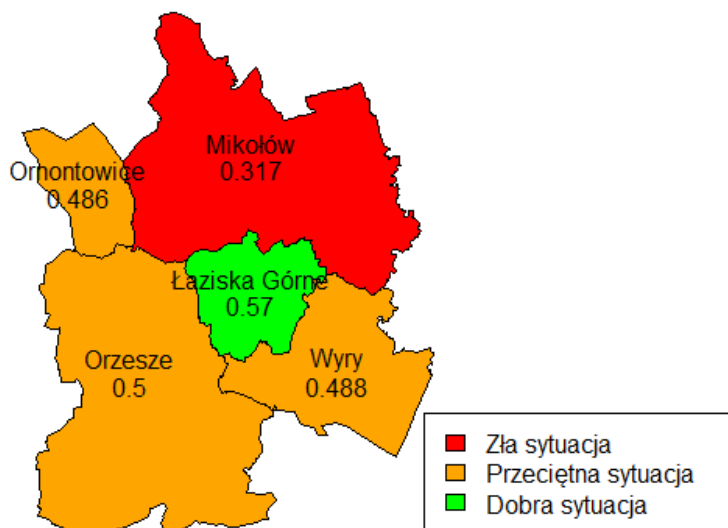 Mikołów
0.317
Ornontowice
0.486
Łaziska Górne
0.57
Orzesze
0.5
Wyry
0.488
Zła sytuacja
Przeciętna sytuacja
Dobra sytuacja